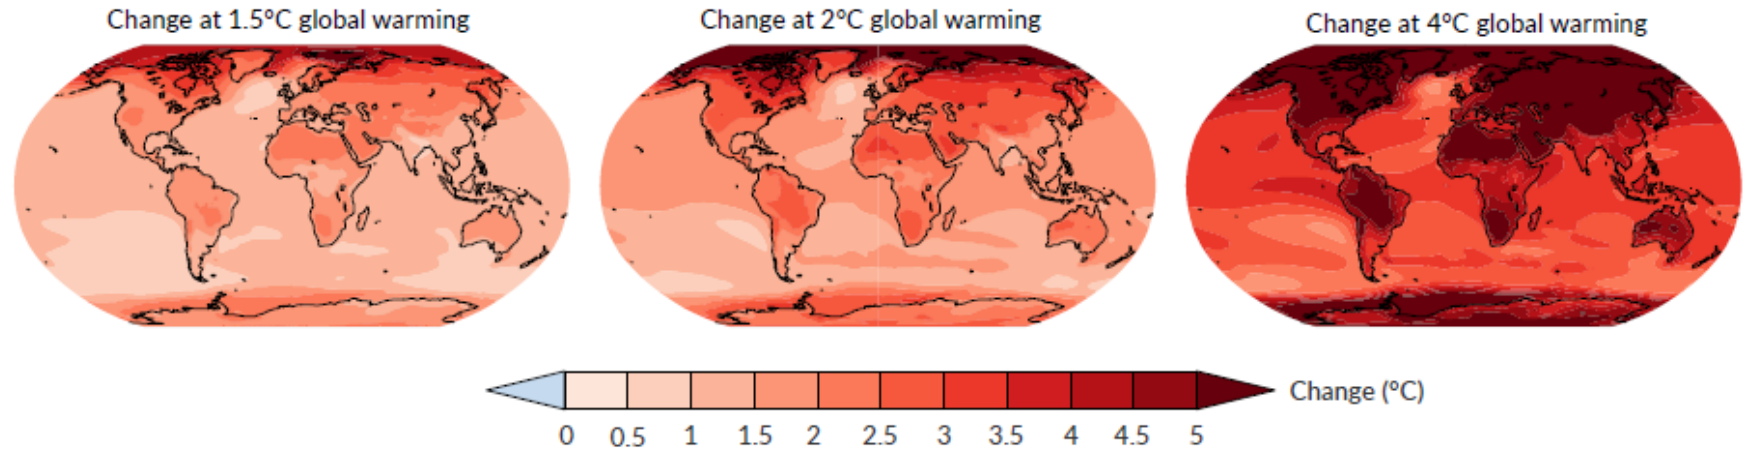 Change at 1.5°C global warming
Change at 2°C global warming
Change at 4°C global warming
Change (°C)
0 0.5 1 1.5 2 2.5 3 3.5 4 4.5 5